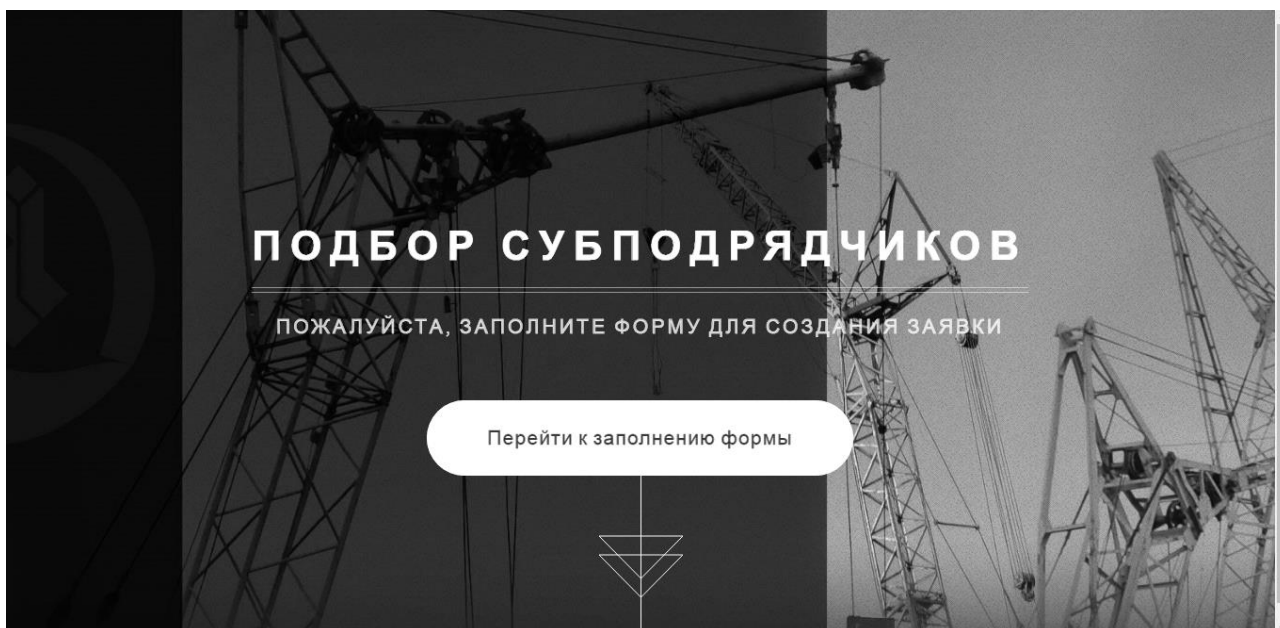 ПОДБОР СУБПОДРЯДЧИКОВ
ПОЖАЛУЙСТА, ЗАПОЛНИТЕ ФОРМУ ДЛЯ СОЗДАНИЯ ЗАЯВКИ
Перейти к заполнению формы